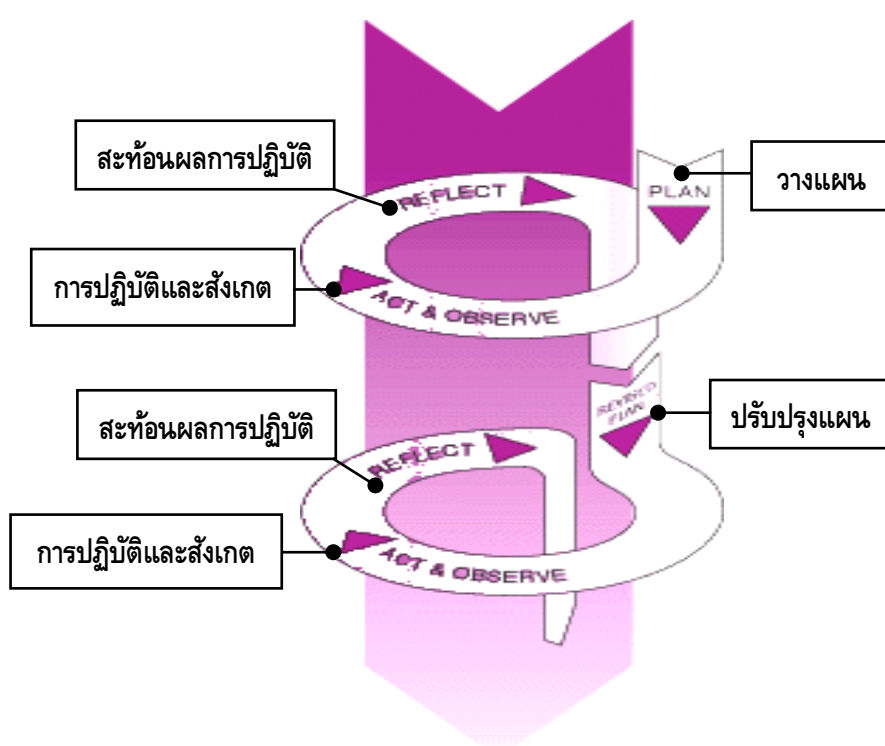 สะท้อนผลการปฏิบัติ
วางแผน
REFLECT
PLAN
การปฏิบัติและสังเกต
ACT & OBSERVE
สะท้อนผลการปฏิบัติ
ปรับปรุงแผน
REVISED
PLAN
REFLECT
การปฏิบัติและสังเกต
ACT & OBSERVE